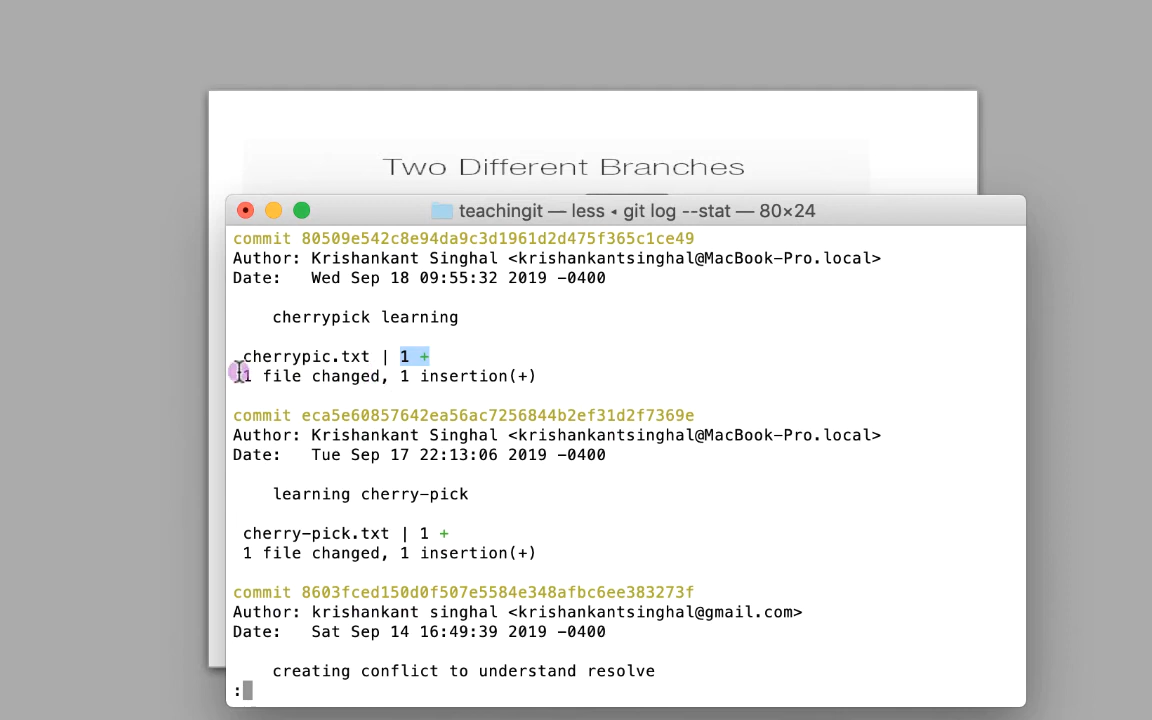 Two Different Branches
teachingit — less ◂ git log --stat — 80×24
commit 80509e542c8e94da9c3d1961d2d475f365c1ce49
Author: Krishankant Singhal <krishankantsinghal@MacBook-Pro.local>
Date:   Wed Sep 18 09:55:32 2019 -0400
cherrypick learning
cherrypic.txt | 1 +
1 file changed, 1 insertion(+)
commit eca5e60857642ea56ac7256844b2ef31d2f7369e
Author: Krishankant Singhal <krishankantsinghal@MacBook-Pro.local>
Date:   Tue Sep 17 22:13:06 2019 -0400
learning cherry-pick
cherry-pick.txt | 1 +
1 file changed, 1 insertion(+)
commit 8603fced150d0f507e5584e348afbc6ee383273f
Author: krishankant singhal <krishankantsinghal@gmail.com>
Date:   Sat Sep 14 16:49:39 2019 -0400
creating conflict to understand resolve
: